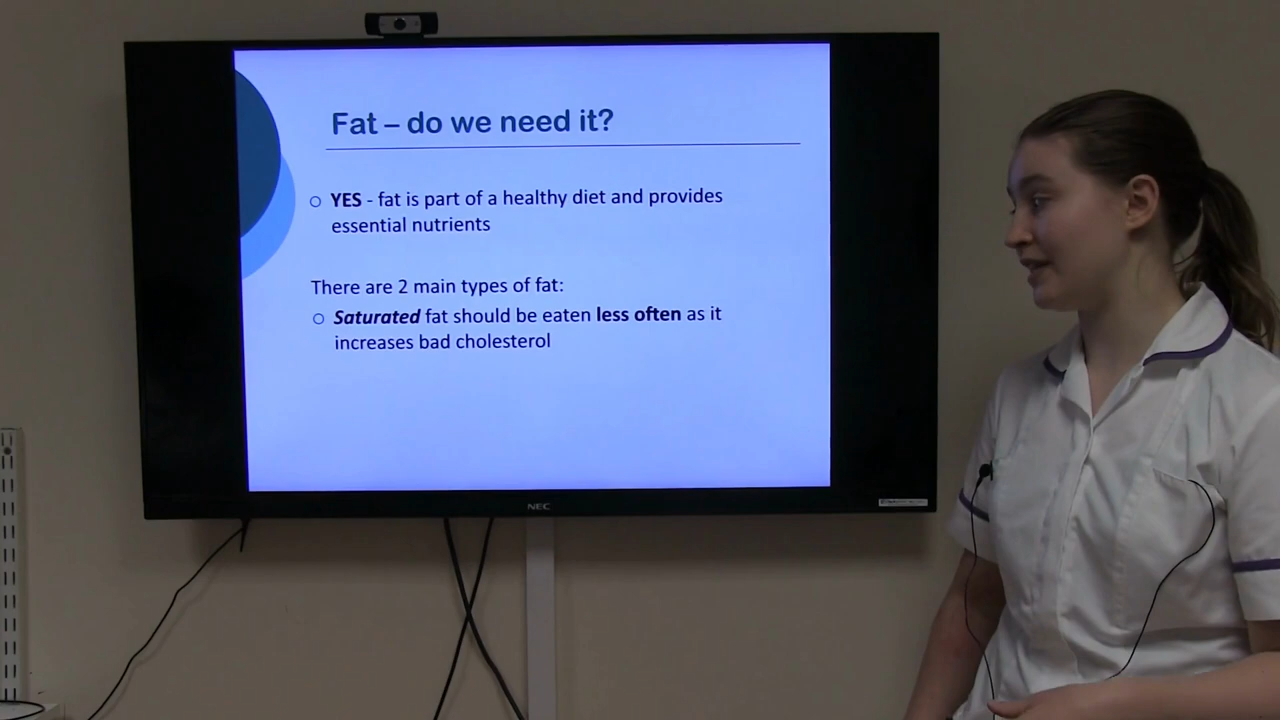 Fat – do we need it?
YES - fat is part of a healthy diet and provides
essential nutrients
There are 2 main types of fat:
Saturated fat should be eaten less often as it
increases bad cholesterol
NEC